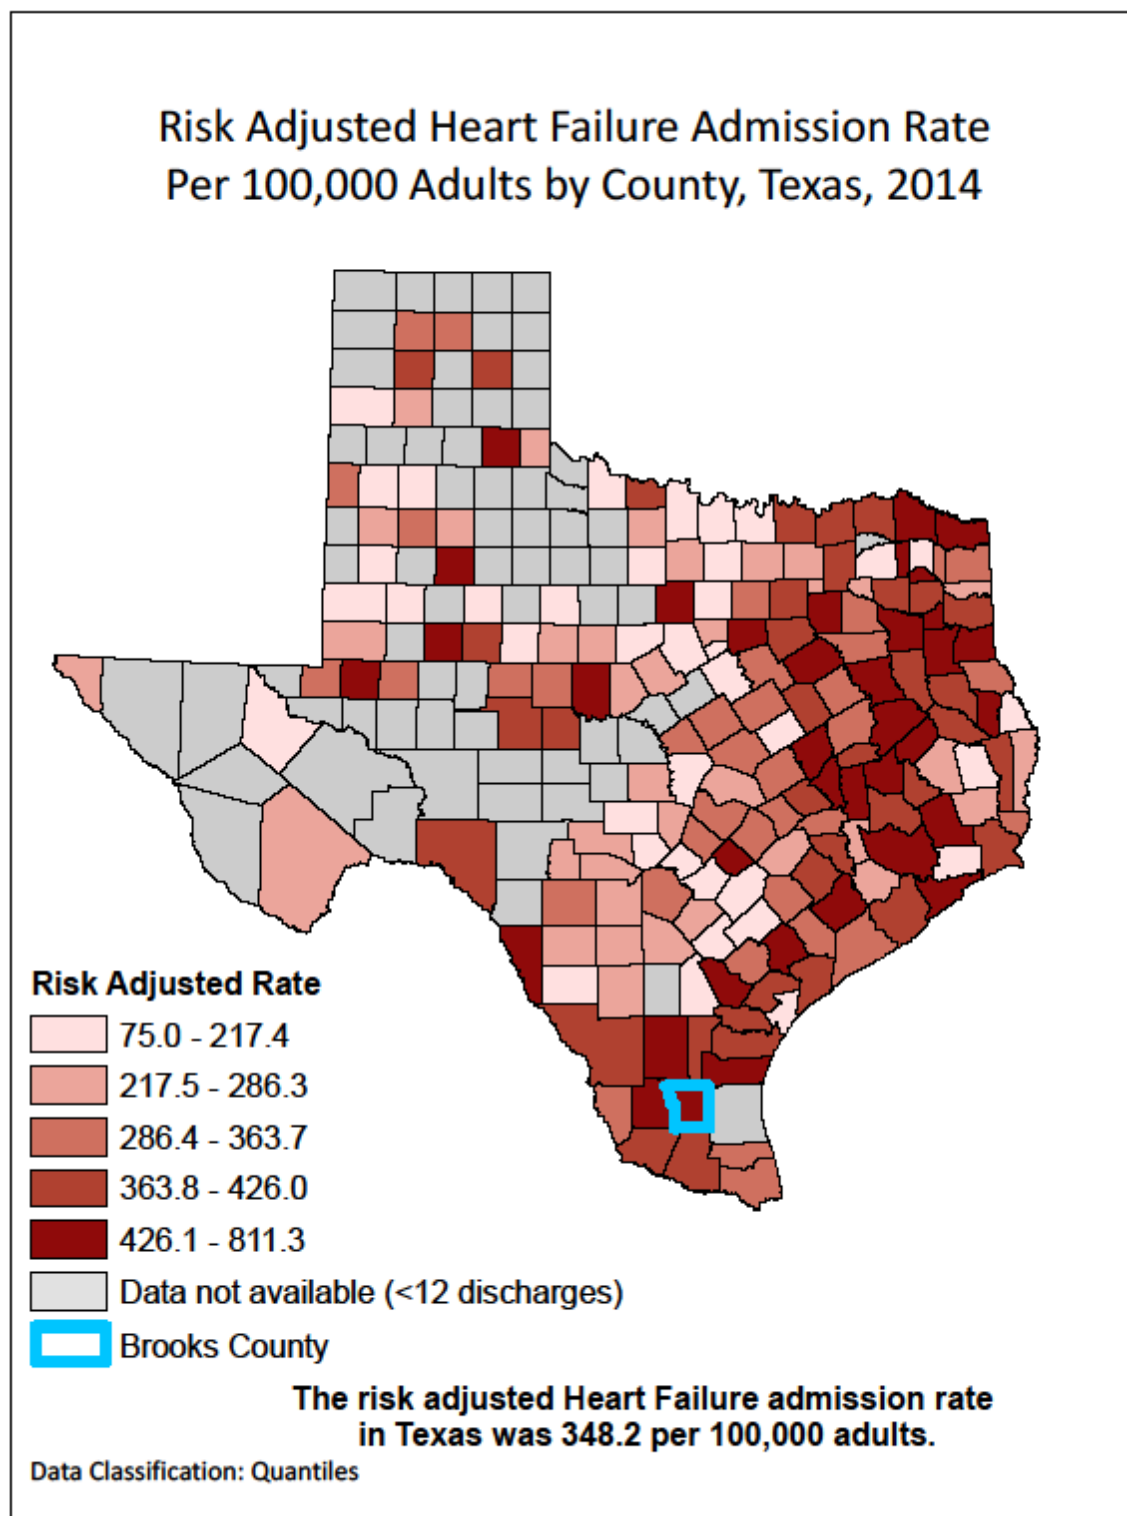 Risk Adjusted Heart Failure Admission Rate
Per 100,000 Adults by County, Texas, 2014
Risk Adjusted Rate
75.0 - 217.4
217.5 - 286.3
286.4 - 363.7
363.8 - 426.0
426.1 - 811.3
Data not available (<12 discharges)
Brooks County
The risk adjusted Heart Failure admission rate
in Texas was 348.2 per 100,000 adults.
Data Classification: Quantiles